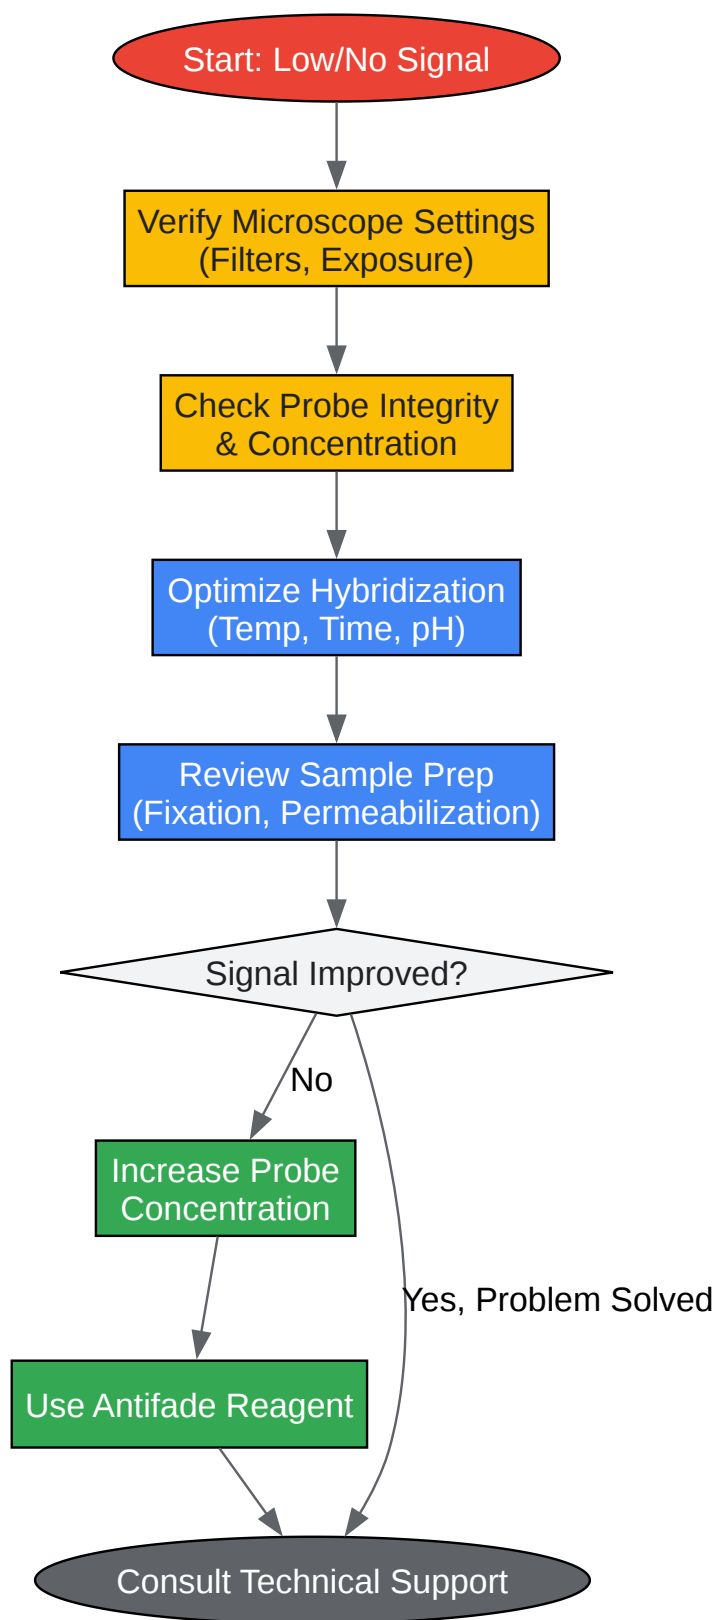 Start: Low/No Signal
Verify Microscope Settings
(Filters, Exposure)
Check Probe Integrity
& Concentration
Optimize Hybridization
(Temp, Time, pH)
Review Sample Prep
(Fixation, Permeabilization)
Signal Improved?
No
Increase Probe
Concentration
Yes, Problem Solved
Use Antifade Reagent
Consult Technical Support